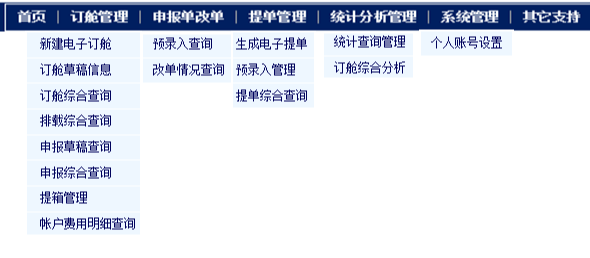 首页 | 订舱管理 | 申报单改单 | 提单管理 | 统计分析管理 | 系统管理 | 其它支持
新建电子订舱
订舱草稿信息
订舱综合查询
排载综合查询
申报草稿查询
申报综合查询
提箱管理
帐户费用明细查询
预录入查询
改单情况查询
生成电子提单
预录入管理
提单综合查询
统计查询管理
订舱综合分析
个人账号设置